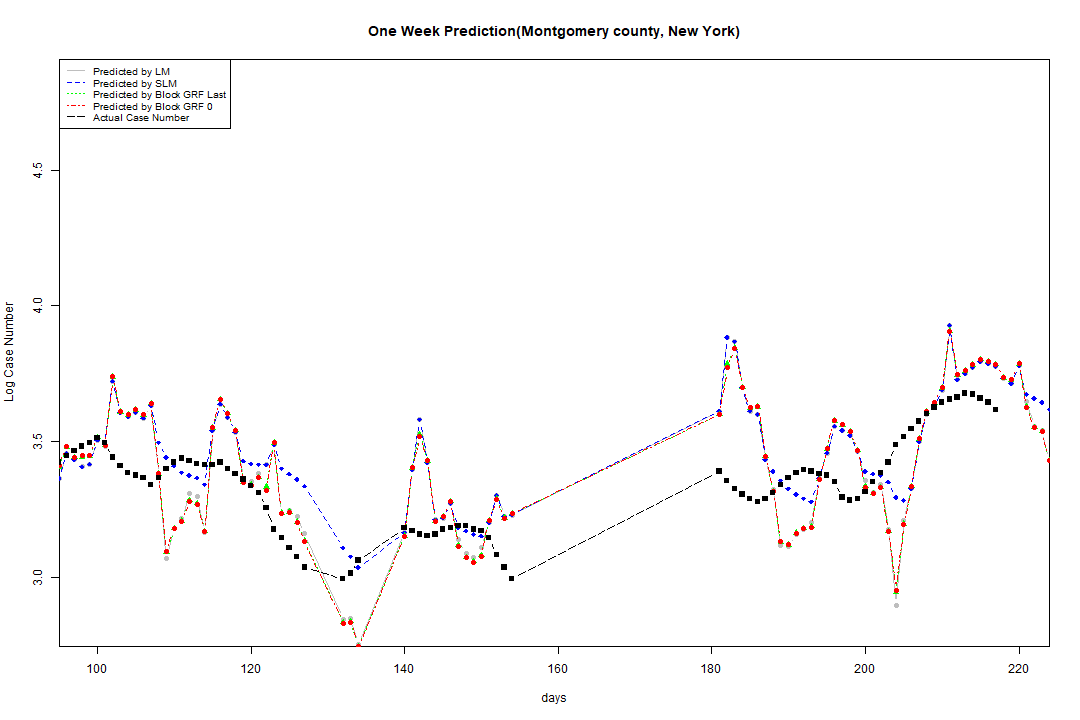 One Week Prediction(Montgomery county, New York)
Predicted by LM
Predicted by SLM
Predicted by Block GRF Last
Predicted by Block GRF 0
Actual Case Number
4.5
4.0
3.5
3.0
Log Case Number
100 120 140 160 180 200 220
days